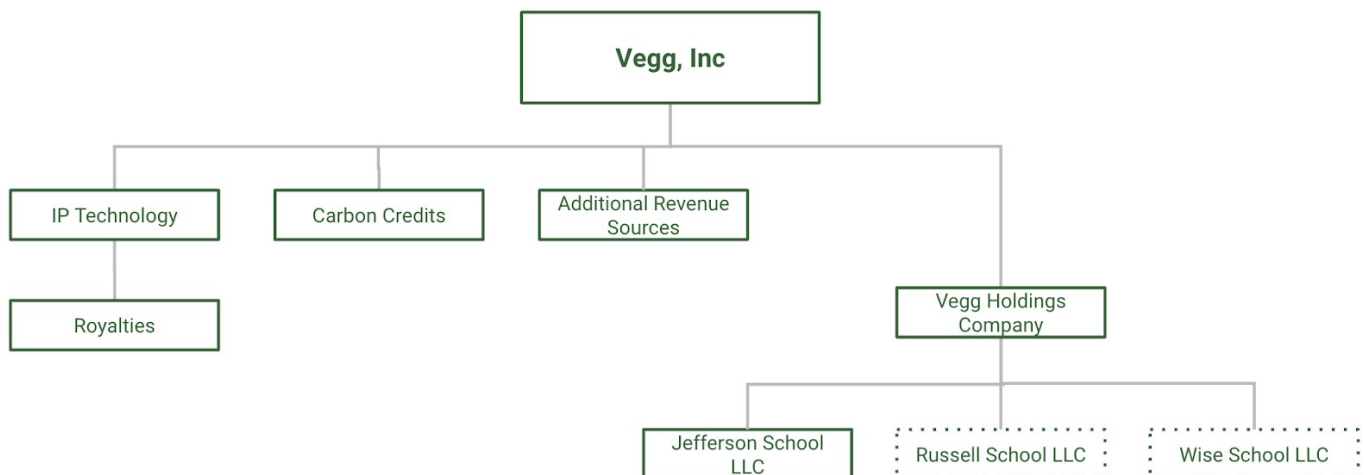 Vegg, Inc
IP Technology
Carbon Credits
Additional Revenue
Sources
Royalties
Vegg Holdings
Company
Jefferson School
LLC
Russell School LLC
Wise School LLC